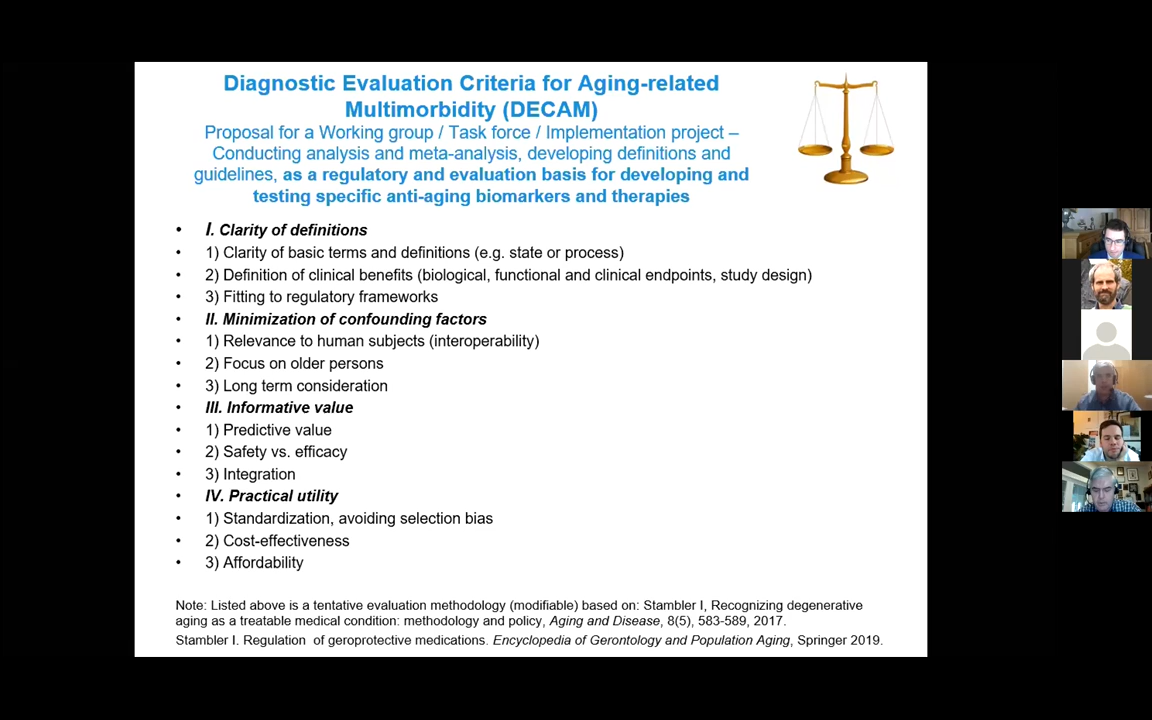 Diagnostic Evaluation Criteria for Aging-related
Multimorbidity (DECAM)
Proposal for a Working group / Task force / Implementation project –
Conducting analysis and meta-analysis, developing definitions and
guidelines, as a regulatory and evaluation basis for developing and
testing specific anti-aging biomarkers and therapies
• I. Clarity of definitions
• 1) Clarity of basic terms and definitions (e.g. state or process)
• 2) Definition of clinical benefits (biological, functional and clinical endpoints, study design)
• 3) Fitting to regulatory frameworks
• II. Minimization of confounding factors
• 1) Relevance to human subjects (interoperability)
• 2) Focus on older persons
• 3) Long term consideration
• III. Informative value
• 1) Predictive value
• 2) Safety vs. efficacy
• 3) Integration
• IV. Practical utility
• 1) Standardization, avoiding selection bias
• 2) Cost-effectiveness
• 3) Affordability
Note: Listed above is a tentative evaluation methodology (modifiable) based on: Stambler I, Recognizing degenerative
aging as a treatable medical condition: methodology and policy, Aging and Disease, 8(5), 583-589, 2017.
Stambler I. Regulation of geroprotective medications. Encyclopedia of Gerontology and Population Aging, Springer 2019.